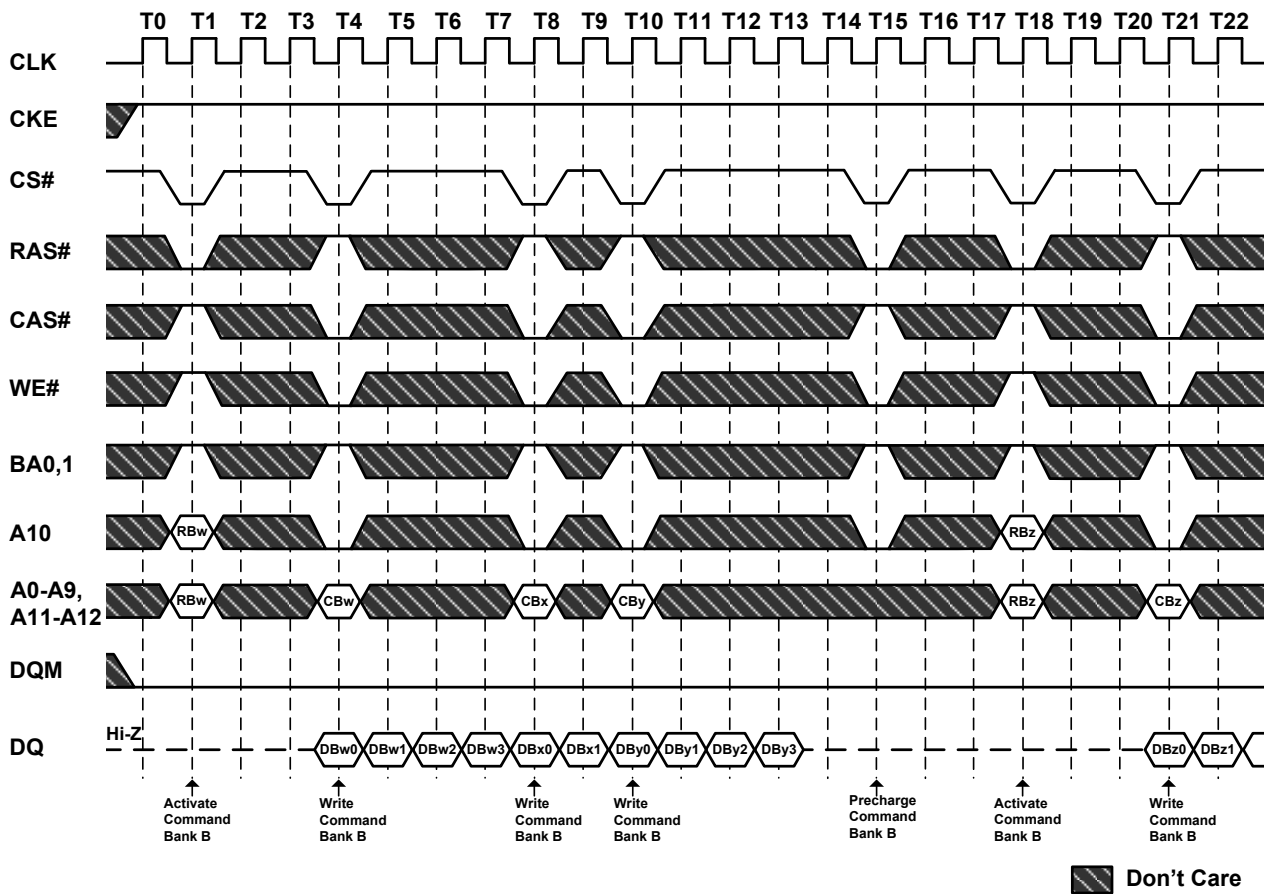 T0 T1 T2 T3 T4 T5 T6 T7 T8 T9 T10 T11 T12 T13 T14 T15 T16 T17 T18 T19 T20 T21 T22
CLK
CKE
CS#
RAS#
CAS#
WE#
BA0,1
A10 RBw RBz
A0-A9,
A11-A12 RBw CBw CBx CBy RBz CBz
DQM
Hi-Z
DQ DBw0 DBw1 DBw2 DBw3 DBx0 DBx1 DBy0 DBy1 DBy2 DBy3 DBz0 DBz1
Activate
Command
Bank B
Write
Command
Bank B
Write
Command
Bank B
Write
Command
Bank B
Precharge
Command
Bank B
Activate
Command
Bank B
Write
Command
Bank B
Don't Care